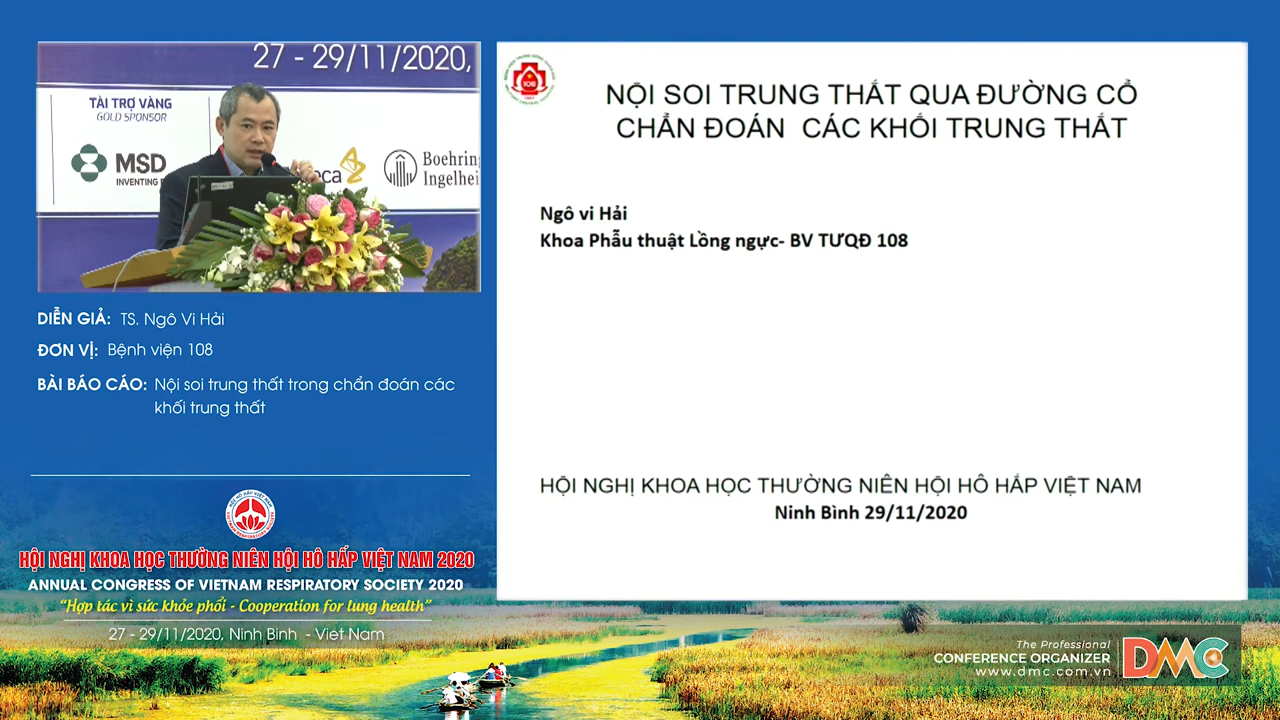 27 - 29/11/2020,
TÀI TRỢ VÀNG
GOLD SPONSOR
MSD
INVENTING
Boehring
Ingelhei
DIỄN GIẢ: TS. Ngô Vi Hải
ĐƠN VỊ: Bệnh viện 108
BÀI BÁO CÁO: Nội soi trung thất trong chẩn đoán các
khối trung thất
HỘI NGHỊ KHOA HỌC THƯỜNG NIÊN HỘI HÔ HẤP VIỆT NAM 2020
ANNUAL CONGRESS OF VIETNAM RESPIRATORY SOCIETY 2020
"Hợp tác vì sức khỏe phổi - Cooperation for lung health"
27 - 29/11/2020, Ninh Bình - Viet Nam
108
NỘI SOI TRUNG THẤT QUA ĐƯỜNG CỔ
CHẨN ĐOÁN CÁC KHỐI TRUNG THẤT
Ngô vi Hải
Khoa Phẫu thuật Lồng ngực- BV TƯQĐ 108
HỘI NGHỊ KHOA HỌC THƯỜNG NIÊN HỘI HÔ HẤP VIỆT NAM
Ninh Bình 29/11/2020
The Professional
CONFERENCE ORGANIZER
www.dmc.com.vn
DMC